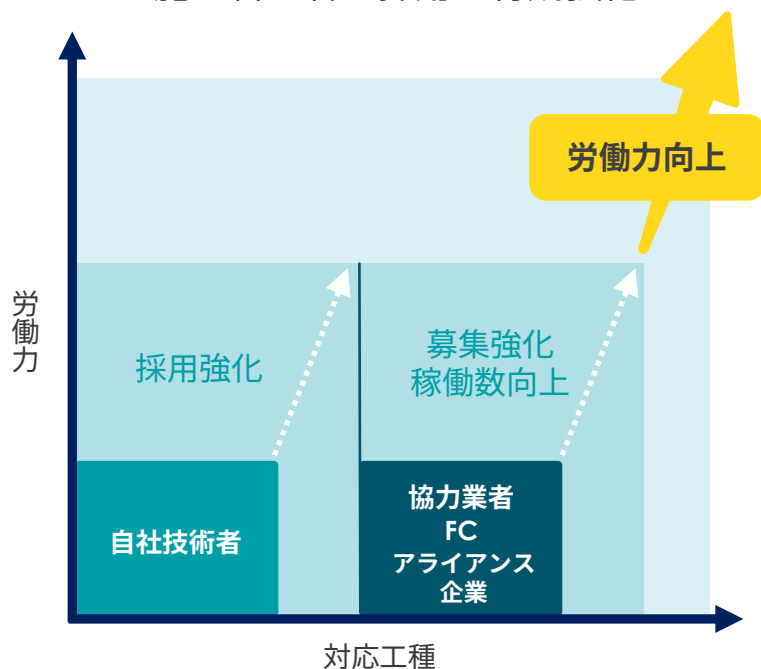 労働力向上
労働力
採用強化
募集強化
稼働数向上
自社技術者
協力業者
FC
アライアンス
企業
対応工種